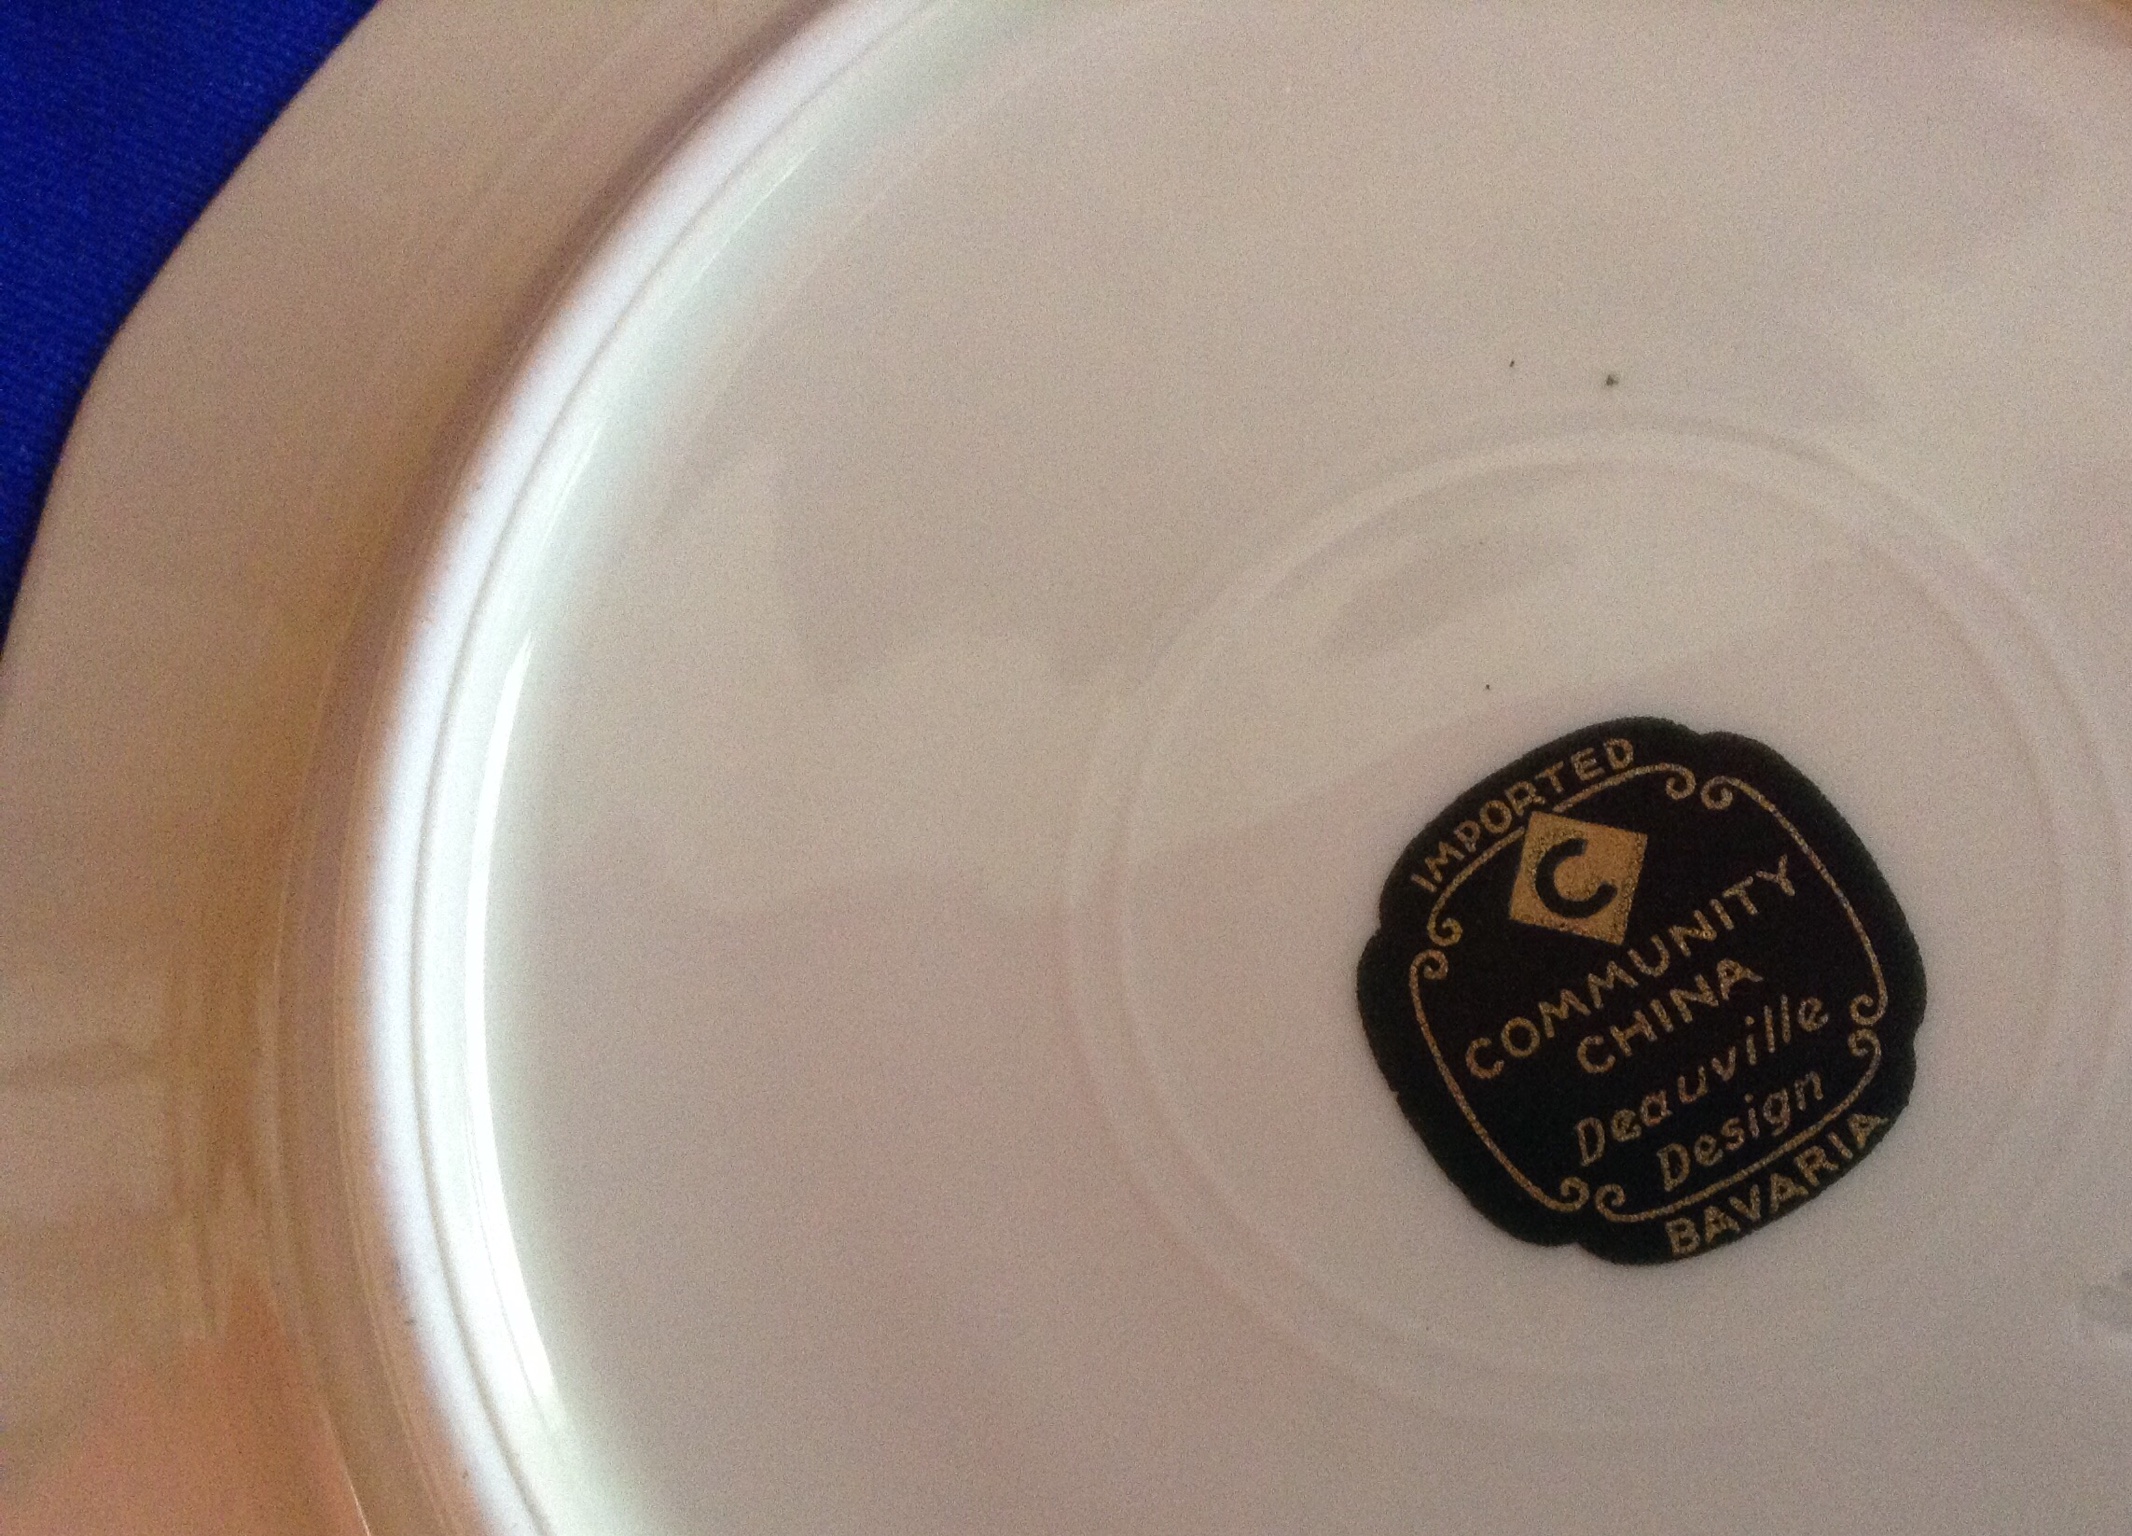 IMPORTED
C
COMMUNITY
CHINA
Deauville
Design
BAVARIA